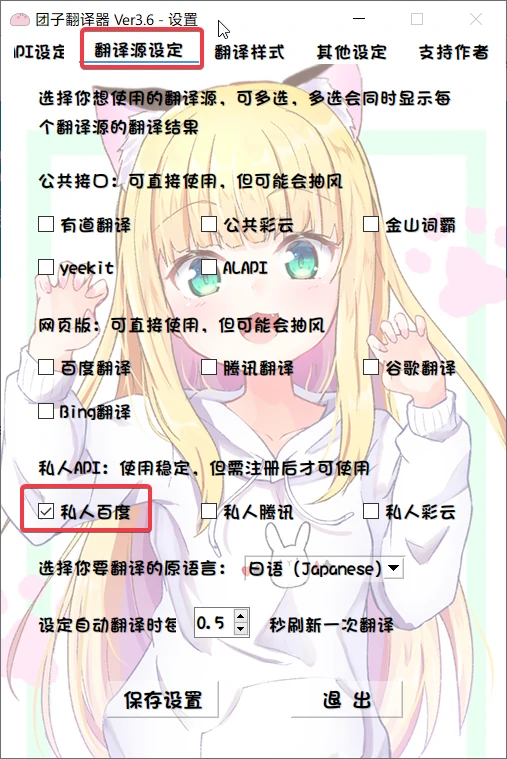 团子翻译器 Ver3.6 - 设置
API设定 翻译源设定 翻译样式 其他设定 支持作者
选择你想使用的翻译源，可多选，多选会同时显示每
个翻译源的翻译结果
公共接口：可直接使用，但可能会抽风
有道翻译 公共彩云 金山词霸
yeekit ALAPI
网页版：可直接使用，但可能会抽风
百度翻译 腾讯翻译 谷歌翻译
Bing翻译
私人API：使用稳定，但需注册后才可使用
私人百度 私人腾讯 私人彩云
选择你要翻译的原语言： 日语（Japanese）
设定自动翻译时每 0.5 秒刷新一次翻译
保存设置 退 出